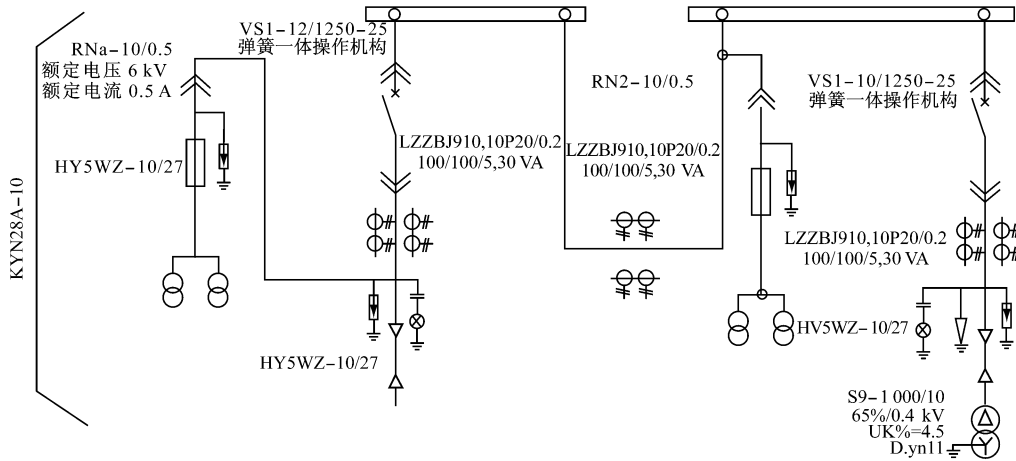 KYN28A-10
RNa-10/0.5
额定电压 6 kV
额定电流 0.5 A
HY5WZ-10/27
VS1-12/1250-25
弹簧一体操作机构
LZZBJ910,10P20/0.2
100/100/5,30 VA
HY5WZ-10/27
RN2-10/0.5
LZZBJ910,10P20/0.2
100/100/5,30 VA
VS1-10/1250-25
弹簧一体操作机构
LZZBJ910,10P20/0.2
100/100/5,30 VA
HV5WZ-10/27
S9-1 000/10
65%/0.4 kV
UK%=4.5
D.yn11